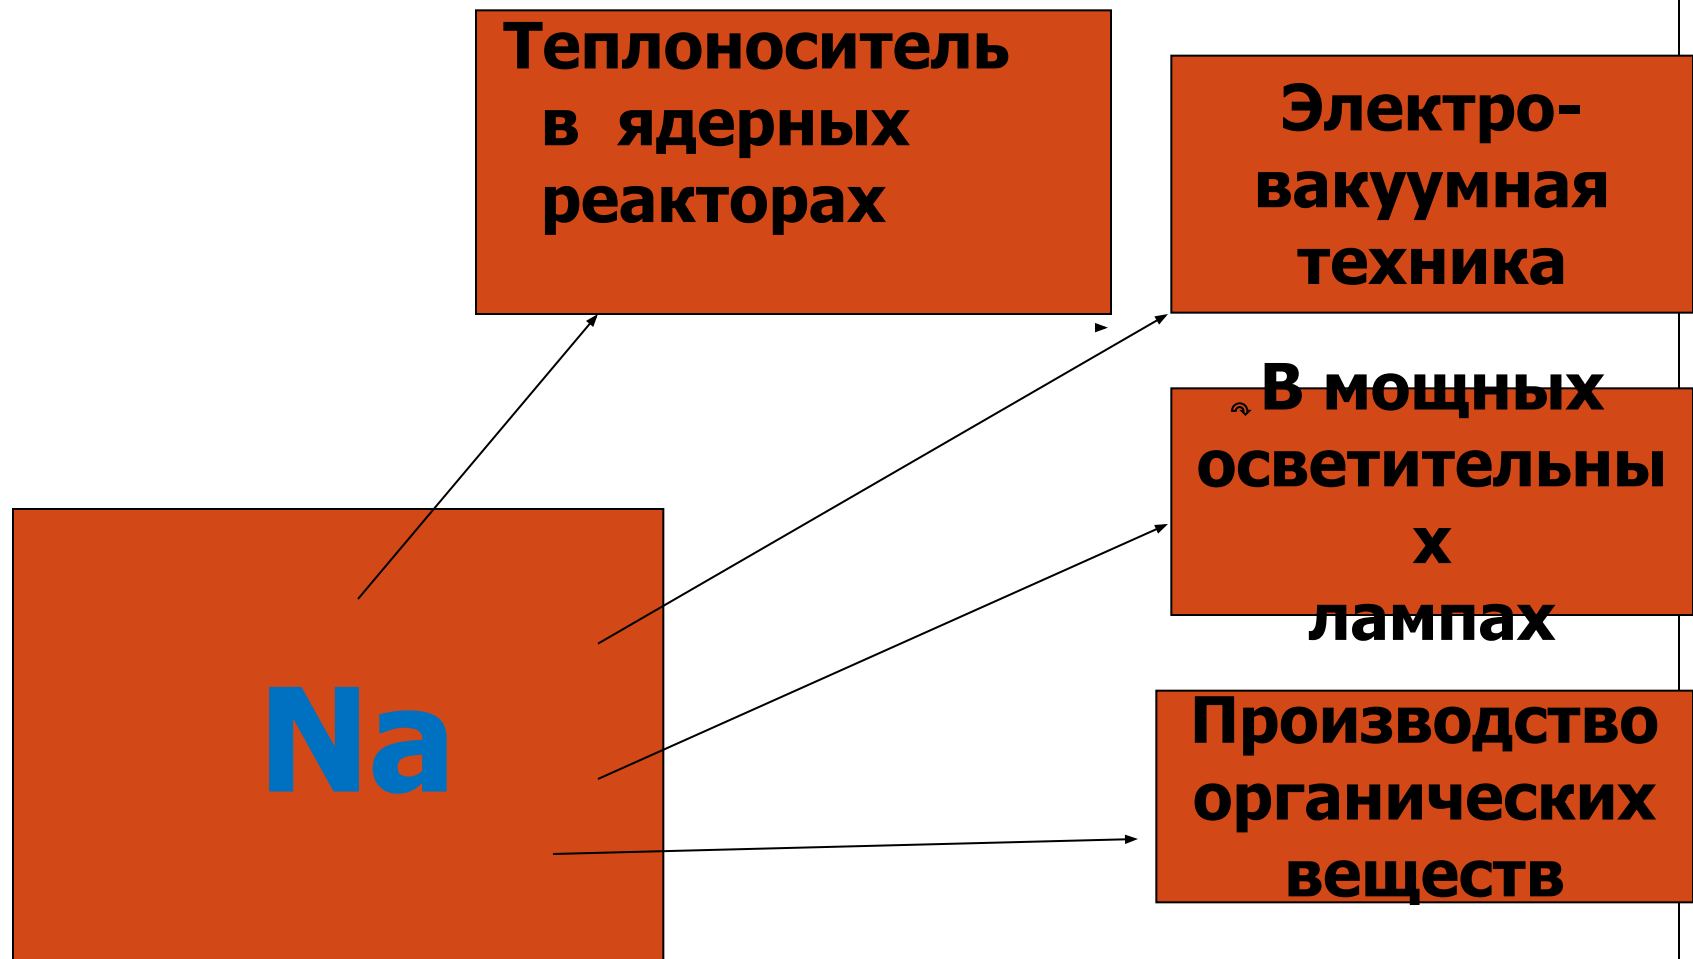 Теплоноситель
в ядерных
реакторах
Электро-
вакуумная
техника
В мощных
осветительны
х
лампах
Na
Производство
органических
веществ